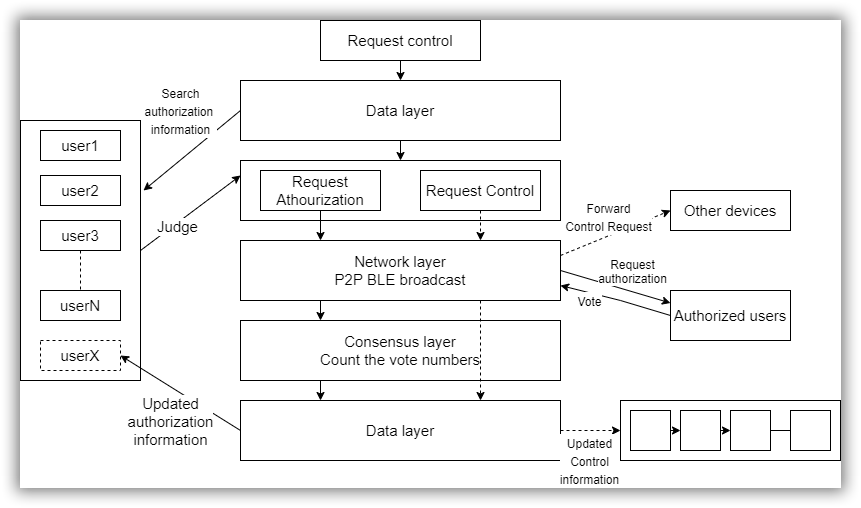 Request control
Search
authorization
information
Data layer
user1
user2
user3
userN
userX
Judge
Request
Athourization
Request Control
Forward
Control Request
Other devices
Network layer
P2P BLE broadcast
Request
authorization
Vote
Authorized users
Consensus layer
Count the vote numbers
Updated
authorization
information
Data layer
Updated
Control
information